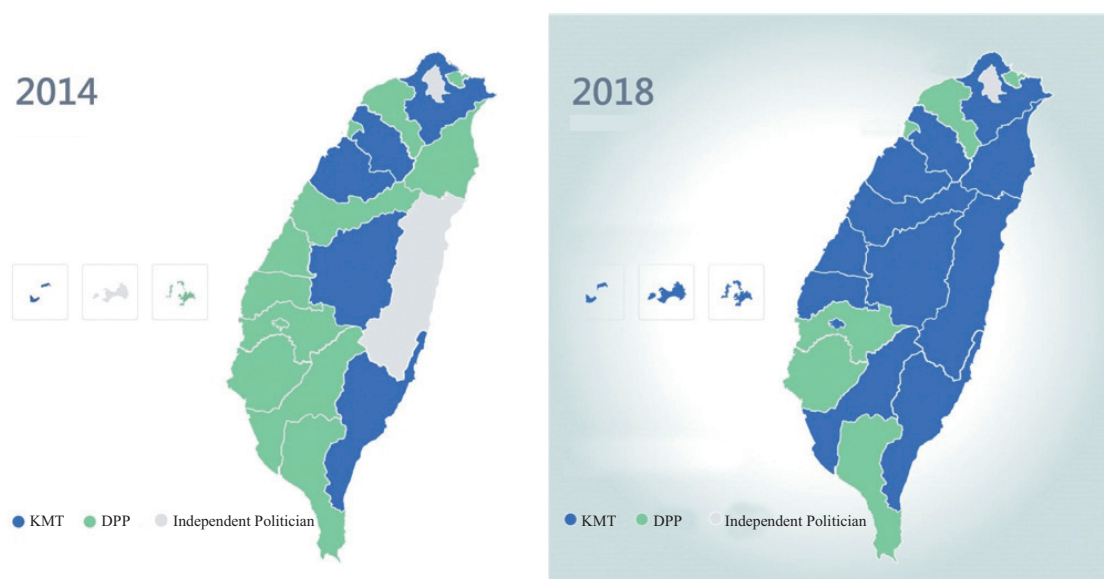 2014
2018
KMT
DPP
Independent Politician
KMT
DPP
Independent Politician